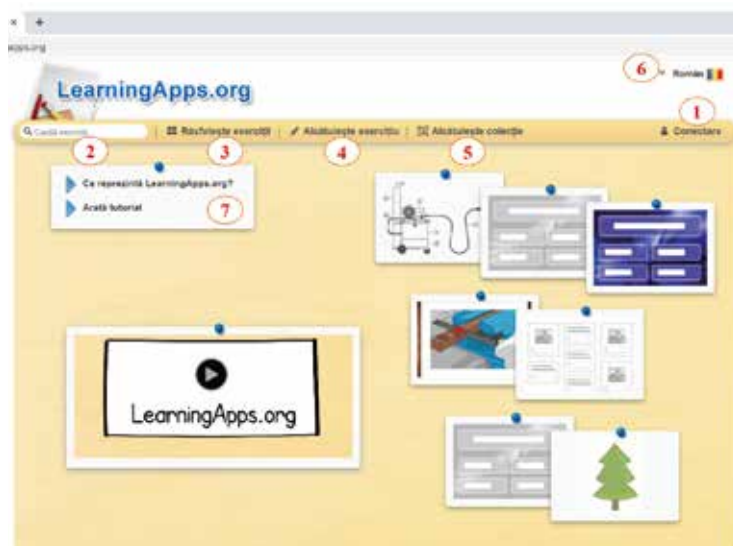 apps.org
6
Română
LearningApps.org
1
Caută exerciții...
Răsfoiește exerciții
Alcătuiește exercițiu
Alcătuiește colecție
Conectare
2
3
4
5
Ce reprezintă LearningApps.org?
Arată tutorial
7
LearningApps.org